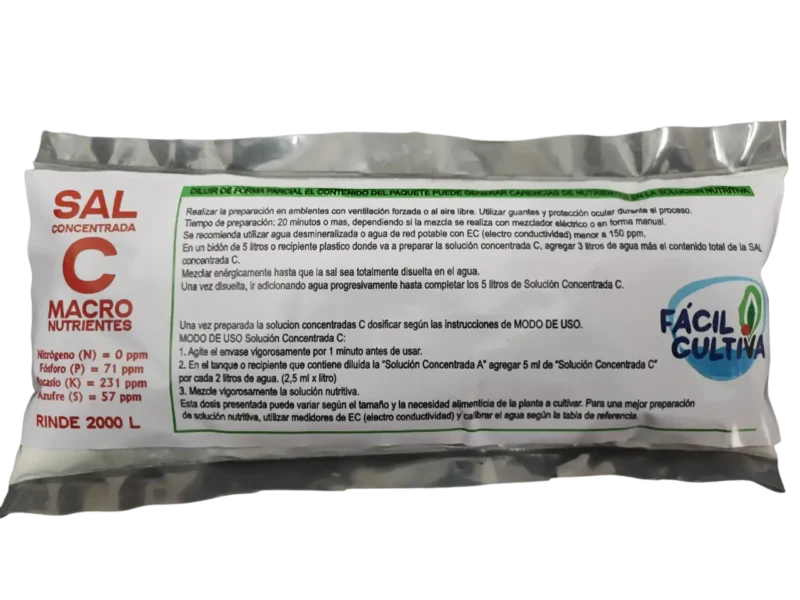 SAL
CONCENTRADA
C
MACRO
NUTRIENTES
Nitrógeno (N) = 0 ppm
Fósforo (P) = 71 ppm
Potasio (K) = 231 ppm
Azufre (S) = 57 ppm
RINDE 2000 L
DILUIR DE FORMA PARCIAL EL CONTENIDO DEL PAQUETE PUEDE GENERAR CARENCIAS DE NUTRIENTES EN LA SOLUCION NUTRITIVA
Realizar la preparación en ambientes con ventilación forzada o al aire libre. Utilizar guantes y protección ocular durante el proceso.
Tiempo de preparación: 20 minutos o mas, dependiendo si la mezcla se realiza con mezclador eléctrico o en forma manual.
Se recomienda utilizar agua desmineralizada o agua de red potable con EC (electro conductividad) menor a 150 ppm.
En un bidón de 5 litros o recipiente plastico donde va a preparar la solución concentrada C, agregar 3 litros de agua más el contenido total de la SAL
concentrada C.
Mezclar enérgicamente hasta que la sal sea totalmente disuelta en el agua.
Una vez disuelta, ir adicionando agua progresivamente hasta completar los 5 litros de Solución Concentrada C.
Una vez preparada la solucion concentradas C dosificar según las instrucciones de MODO DE USO.
MODO DE USO Solución Concentrada C:
1. Agite el envase vigorosamente por 1 minuto antes de usar.
2. En el tanque o recipiente que contiene diluida la "Solución Concentrada A" agregar 5 ml de "Solución Concentrada C"
por cada 2 litros de agua. (2,5 ml x litro)
3. Mezcle vigorosamente la solución nutritiva.
Esta dosis presentada puede variar según el tamaño y la necesidad alimenticia de la planta a cultivar. Para una mejor preparación
de solución nutritiva, utilizar medidores de EC (electro conductividad) y calibrar el agua según la tabla de referencia.
FÁCIL
CULTIVA